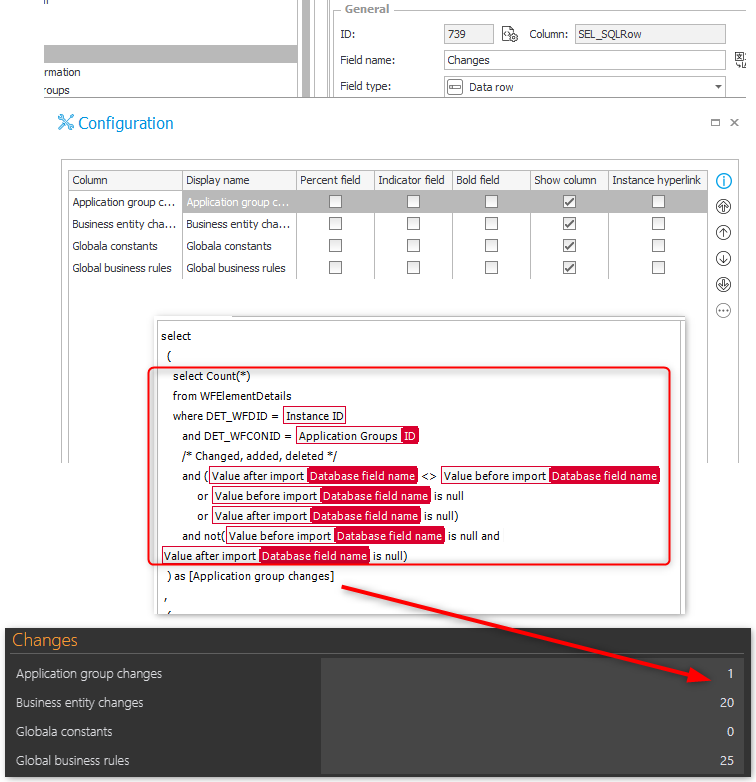 General
ID: 739 Column: SEL_SQLRow
Field name: Changes
rmation
roups
Field type: Data row
Configuration
Column Display name Percent field Indicator field Bold field Show column Instance hyperlink
Application group c... Application group c...
Business entity cha... Business entity cha...
Globala constants Globala constants
Global business rules Global business rules
select
(
select Count(*)
from WFElementDetails
where DET_WFDID = Instance ID
and DET_WFCONID = Application Groups ID
/* Changed, added, deleted */
and ( Value after import Database field name <> Value before import Database field name
or Value before import Database field name is null
or Value after import Database field name is null)
and not( Value before import Database field name is null and
Value after import Database field name is null)
) as [Application group changes]
,
Changes
Application group changes 1
Business entity changes 20
Globala constants 0
Global business rules 25